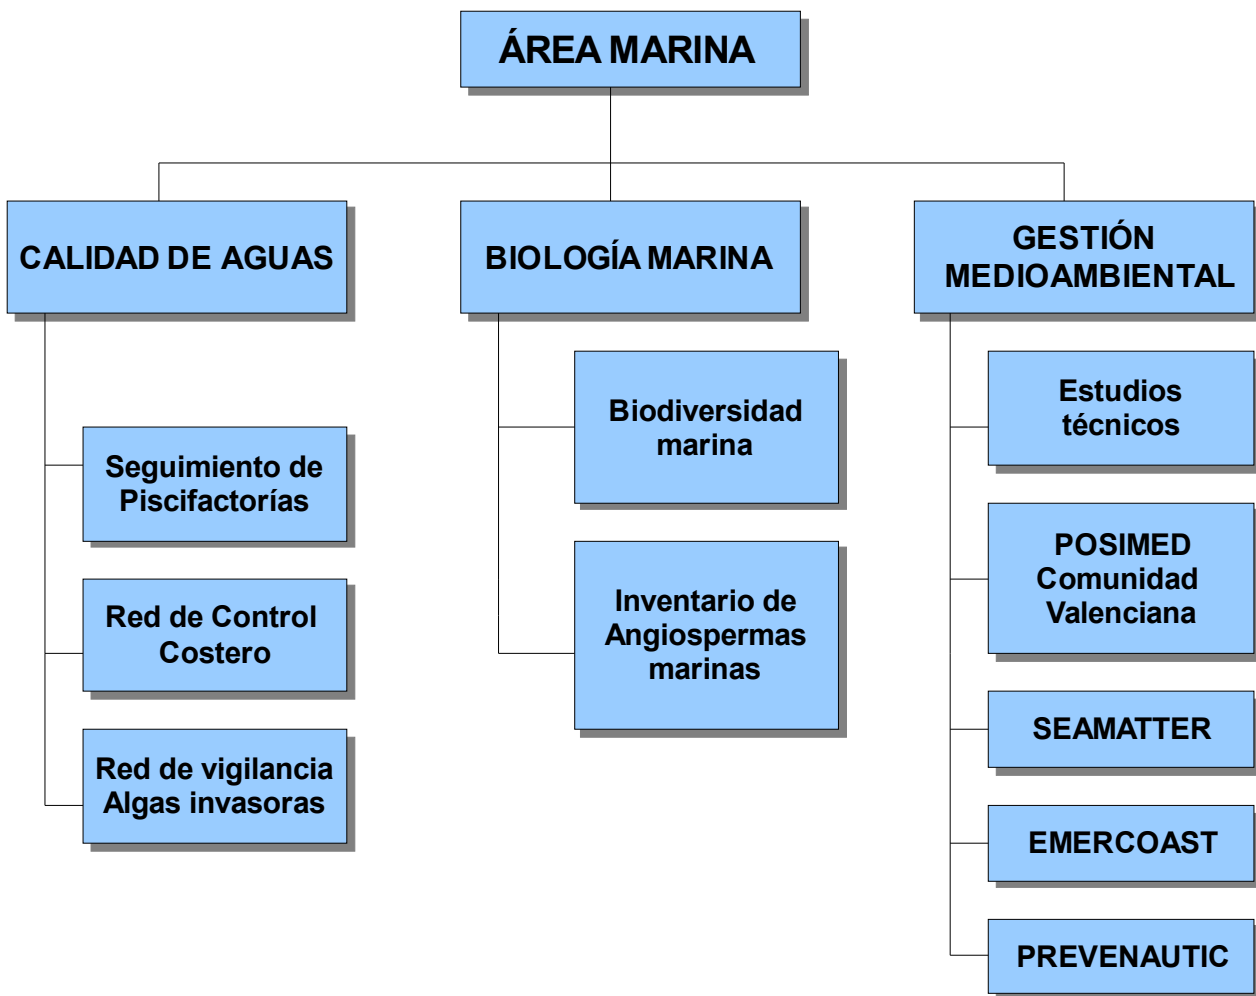 ÁREA MARINA
CALIDAD DE AGUAS
Seguimiento de
Piscifactorías
Red de Control
Costero
Red de vigilancia
Algas invasoras
BIOLOGÍA MARINA
Biodiversidad
marina
Inventario de
Angiospermas
marinas
GESTIÓN
MEDIOAMBIENTAL
Estudios
técnicos
POSIMED
Comunidad
Valenciana
SEAMATTER
EMERCOAST
PREVENAUTIC